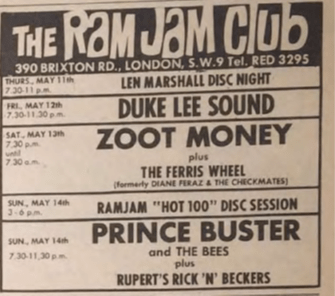 THE RAM JAM CLUB
390 BRIXTON RD., LONDON, S.W.9 Tel. RED 3295
THURS., MAY 11th
7.30-11 p.m.
LEN MARSHALL DISC NIGHT
FRI., MAY 12th
7.30-11.30 p.m.
DUKE LEE SOUND
SAT., MAY 13th
7.30 p.m.
until
7.30 a.m.
ZOOT MONEY
plus
THE FERRIS WHEEL
(formerly DIANE FERAZ & THE CHECKMATES)
SUN., MAY 14th
3-6 p.m.
RAMJAM "HOT 100" DISC SESSION
SUN., MAY 14th
7.30-11.30 p.m.
PRINCE BUSTER
and THE BEES
plus
RUPERT'S RICK 'N' BECKERS